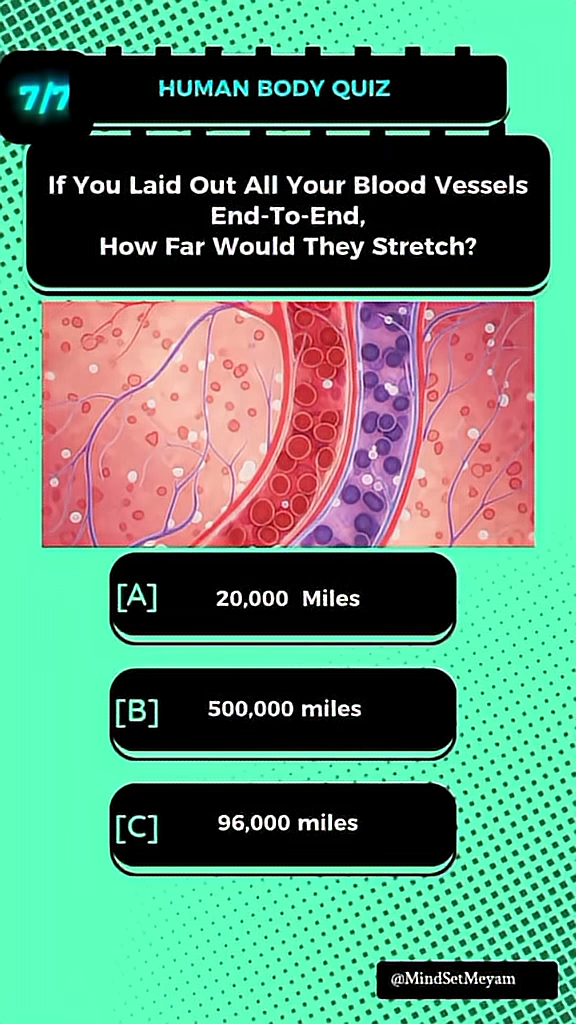 7/7
HUMAN BODY QUIZ
If You Laid Out All Your Blood Vessels
End-To-End,
How Far Would They Stretch?
[A] 20,000 Miles
[B] 500,000 miles
[C] 96,000 miles
@MindSetMeyam